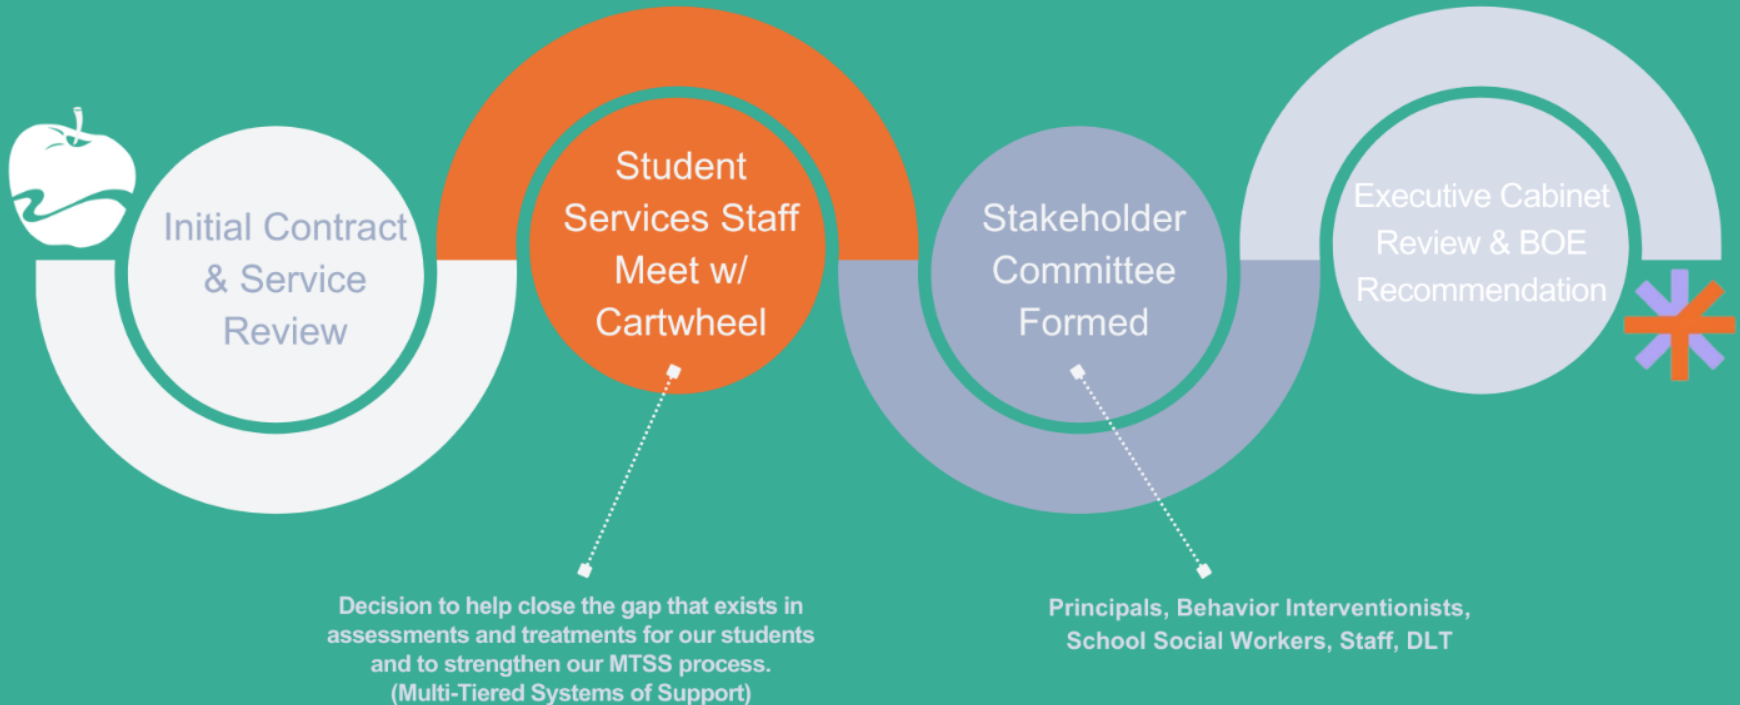 Initial Contract
& Service
Review
Student
Services Staff
Meet w/
Cartwheel
Stakeholder
Committee
Formed
Executive Cabinet
Review & BOE
Recommendation
Decision to help close the gap that exists in
assessments and treatments for our students
and to strengthen our MTSS process.
(Multi-Tiered Systems of Support)
Principals, Behavior Interventionists,
School Social Workers, Staff, DLT